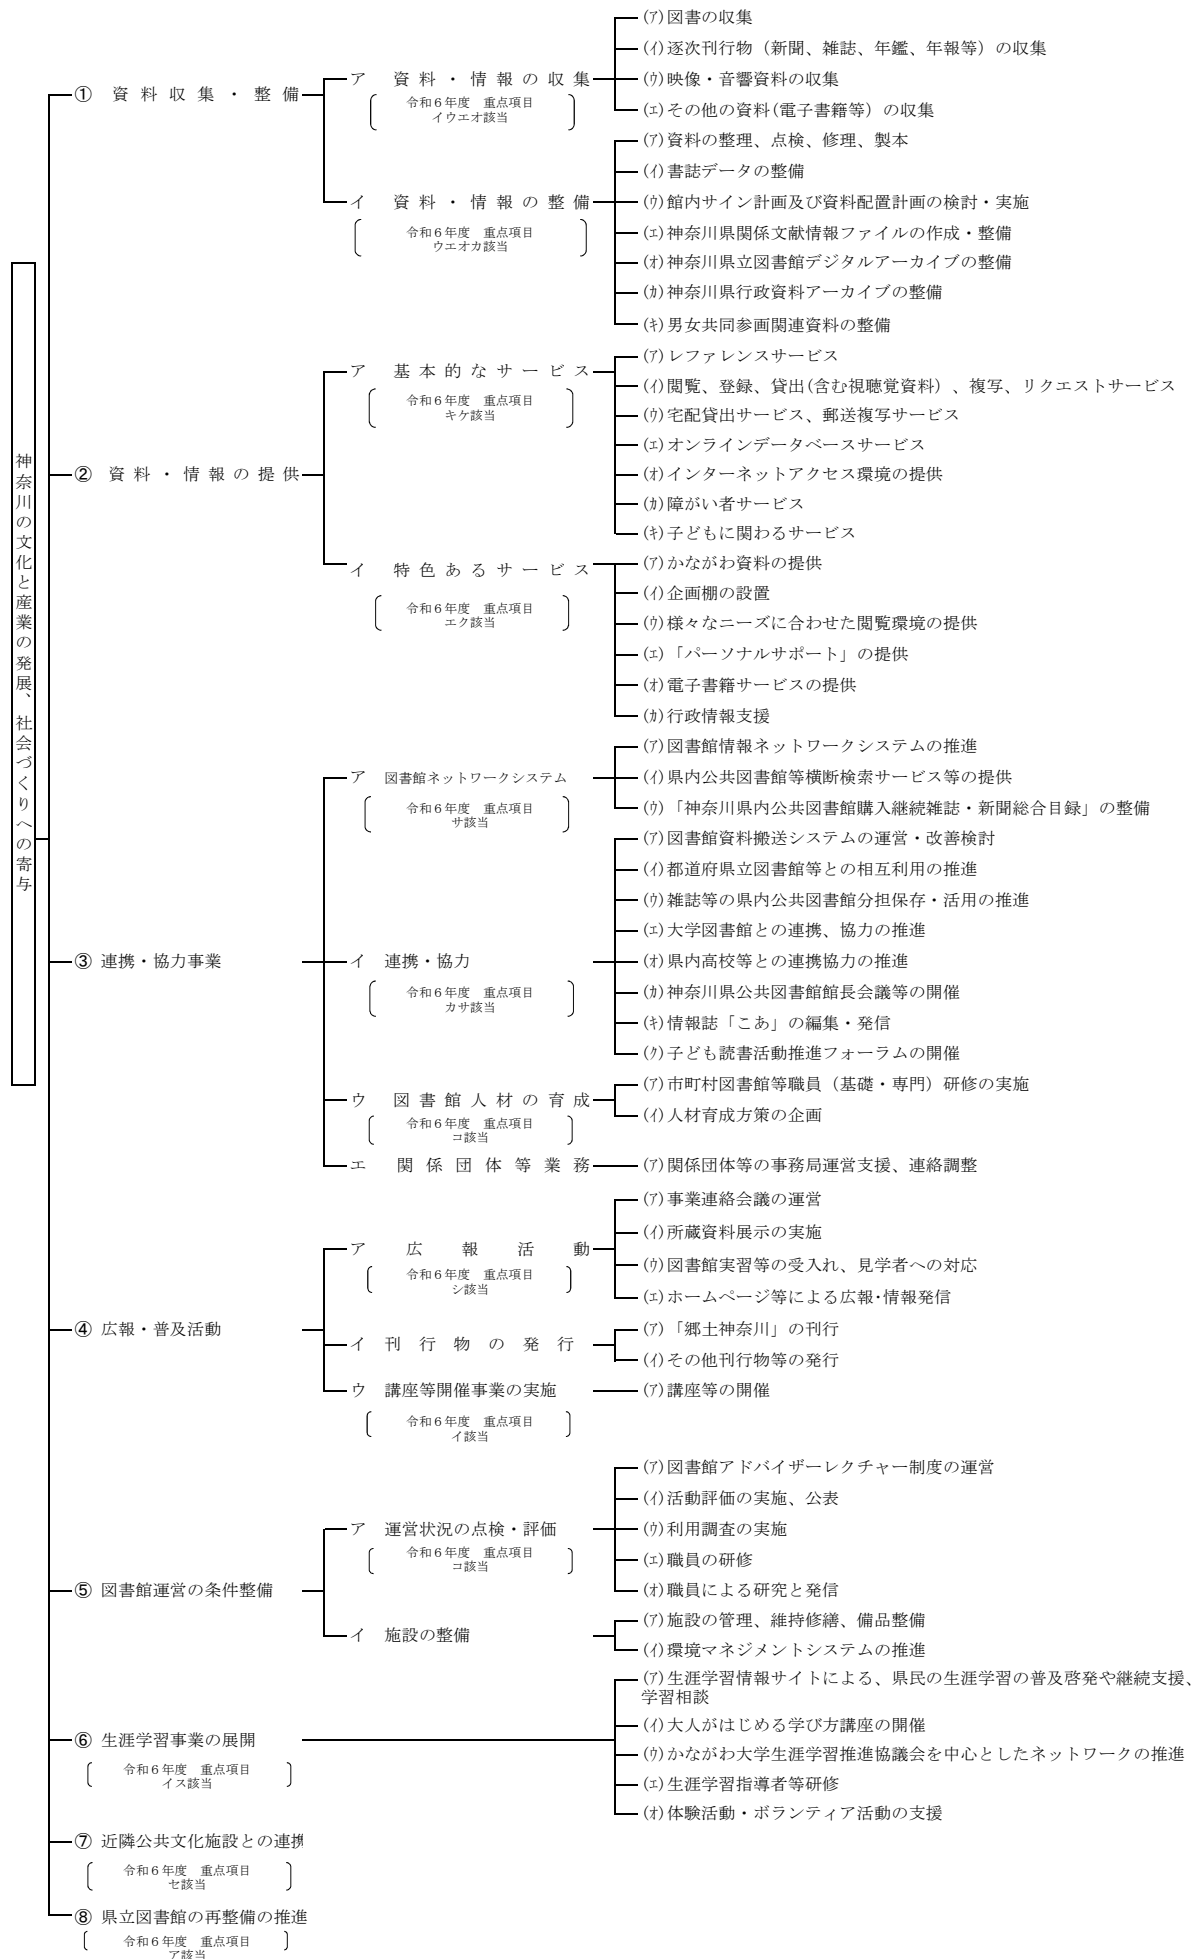 神奈川の文化と産業の発展、社会づくりへの寄与
① 資料収集・整備
ア 資料・情報の収集
令和６年度 重点項目
イウエオ該当
(ｱ)図書の収集
(ｲ)逐次刊行物（新聞、雑誌、年鑑、年報等）の収集
(ｳ)映像・音響資料の収集
(ｴ)その他の資料(電子書籍等）の収集
イ 資料・情報の整備
令和６年度 重点項目
ウエオカ該当
(ｱ)資料の整理、点検、修理、製本
(ｲ)書誌データの整備
(ｳ)館内サイン計画及び資料配置計画の検討・実施
(ｴ)神奈川県関係文献情報ファイルの作成・整備
(ｵ)神奈川県立図書館デジタルアーカイブの整備
(ｶ)神奈川県行政資料アーカイブの整備
(ｷ)男女共同参画関連資料の整備
② 資料・情報の提供
ア 基本的なサービス
令和６年度 重点項目
キケ該当
(ｱ)レファレンスサービス
(ｲ)閲覧、登録、貸出(含む視聴覚資料）、複写、リクエストサービス
(ｳ)宅配貸出サービス、郵送複写サービス
(ｴ)オンラインデータベースサービス
(ｵ)インターネットアクセス環境の提供
(ｶ)障がい者サービス
(ｷ)子どもに関わるサービス
イ 特色あるサービス
令和６年度 重点項目
エク該当
(ｱ)かながわ資料の提供
(ｲ)企画棚の設置
(ｳ)様々なニーズに合わせた閲覧環境の提供
(ｴ)「パーソナルサポート」の提供
(ｵ)電子書籍サービスの提供
(ｶ)行政情報支援
③ 連携・協力事業
ア 図書館ネットワークシステム
令和６年度 重点項目
サ該当
(ｱ)図書館情報ネットワークシステムの推進
(ｲ)県内公共図書館等横断検索サービス等の提供
(ｳ)「神奈川県内公共図書館購入継続雑誌・新聞総合目録」の整備
イ 連携・協力
令和６年度 重点項目
カサ該当
(ｱ)図書館資料搬送システムの運営・改善検討
(ｲ)都道府県立図書館等との相互利用の推進
(ｳ)雑誌等の県内公共図書館分担保存・活用の推進
(ｴ)大学図書館との連携、協力の推進
(ｵ)県内高校等との連携協力の推進
(ｶ)神奈川県公共図書館館長会議等の開催
(ｷ)情報誌「こあ」の編集・発信
(ｸ)子ども読書活動推進フォーラムの開催
ウ 図書館人材の育成
令和６年度 重点項目
コ該当
(ｱ)市町村図書館等職員（基礎・専門）研修の実施
(ｲ)人材育成方策の企画
エ 関係団体等業務
(ｱ)関係団体等の事務局運営支援、連絡調整
④ 広報・普及活動
ア 広報活動
令和６年度 重点項目
シ該当
(ｱ)事業連絡会議の運営
(ｲ)所蔵資料展示の実施
(ｳ)図書館実習等の受入れ、見学者への対応
(ｴ)ホームページ等による広報･情報発信
イ 刊行物の発行
(ｱ)「郷土神奈川」の刊行
(ｲ)その他刊行物等の発行
ウ 講座等開催事業の実施
令和６年度 重点項目
イ該当
(ｱ)講座等の開催
⑤ 図書館運営の条件整備
ア 運営状況の点検・評価
令和６年度 重点項目
コ該当
(ｱ)図書館アドバイザーレクチャー制度の運営
(ｲ)活動評価の実施、公表
(ｳ)利用調査の実施
(ｴ)職員の研修
(ｵ)職員による研究と発信
イ 施設の整備
(ｱ)施設の管理、維持修繕、備品整備
(ｲ)環境マネジメントシステムの推進
⑥ 生涯学習事業の展開
令和６年度 重点項目
イス該当
(ｱ)生涯学習情報サイトによる、県民の生涯学習の普及啓発や継続支援、
学習相談
(ｲ)大人がはじめる学び方講座の開催
(ｳ)かながわ大学生涯学習推進協議会を中心としたネットワークの推進
(ｴ)生涯学習指導者等研修
(ｵ)体験活動・ボランティア活動の支援
⑦ 近隣公共文化施設との連携
令和６年度 重点項目
セ該当
⑧ 県立図書館の再整備の推進
令和６年度 重点項目
ア該当